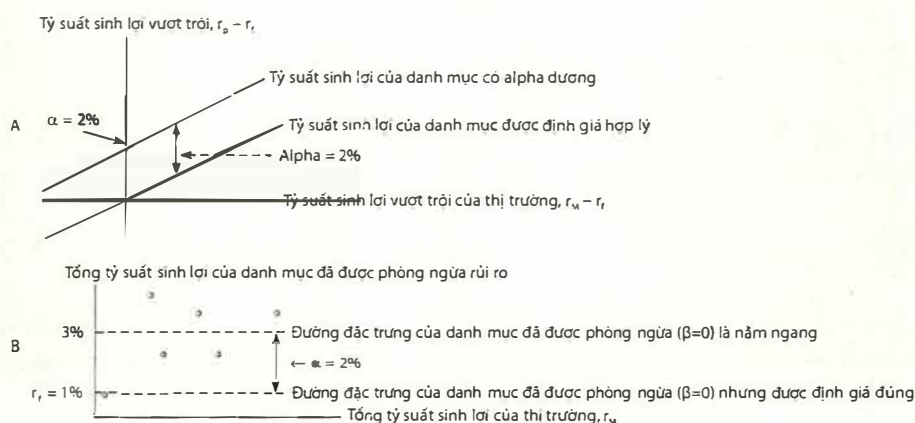 Tỷ suất sinh lợi vượt trội, rₚ – r_f
Tỷ suất sinh lợi của danh mục có alpha dương
A
α = 2%
Tỷ suất sinh lợi của danh mục được định giá hợp lý
Alpha = 2%
Tỷ suất sinh lợi vượt trội của thị trường, r_M – r_f
Tổng tỷ suất sinh lợi của danh mục đã được phòng ngừa rủi ro
3%
Đường đặc trưng của danh mục đã được phòng ngừa (β=0) là nằm ngang
B
← α = 2%
r_f = 1%
Đường đặc trưng của danh mục đã được phòng ngừa (β=0) nhưng được định giá đúng
Tổng tỷ suất sinh lợi của thị trường, r_M